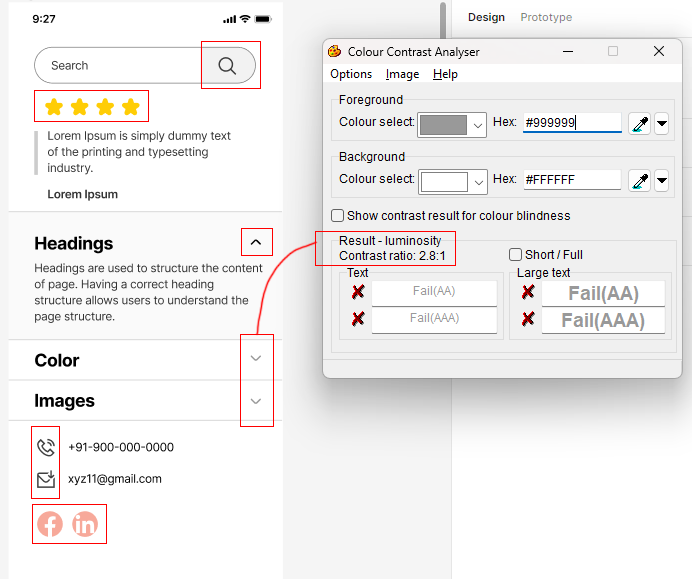 9:27
Design Prototype
Search
Lorem Ipsum is simply dummy text
of the printing and typesetting
industry.
Lorem Ipsum
Headings
Headings are used to structure the content
of page. Having a correct heading
structure allows users to understand the
page structure.
Color
Images
+91-900-000-0000
xyz11@gmail.com
f
in
Colour Contrast Analyser
Options Image Help
Foreground
Colour select: Hex: #999999
Background
Colour select: Hex: #FFFFFF
Show contrast result for colour blindness
Result - luminosity
Contrast ratio: 2.8:1
Short / Full
Text
Fail(AA)
Fail(AAA)
Large text
Fail(AA)
Fail(AAA)